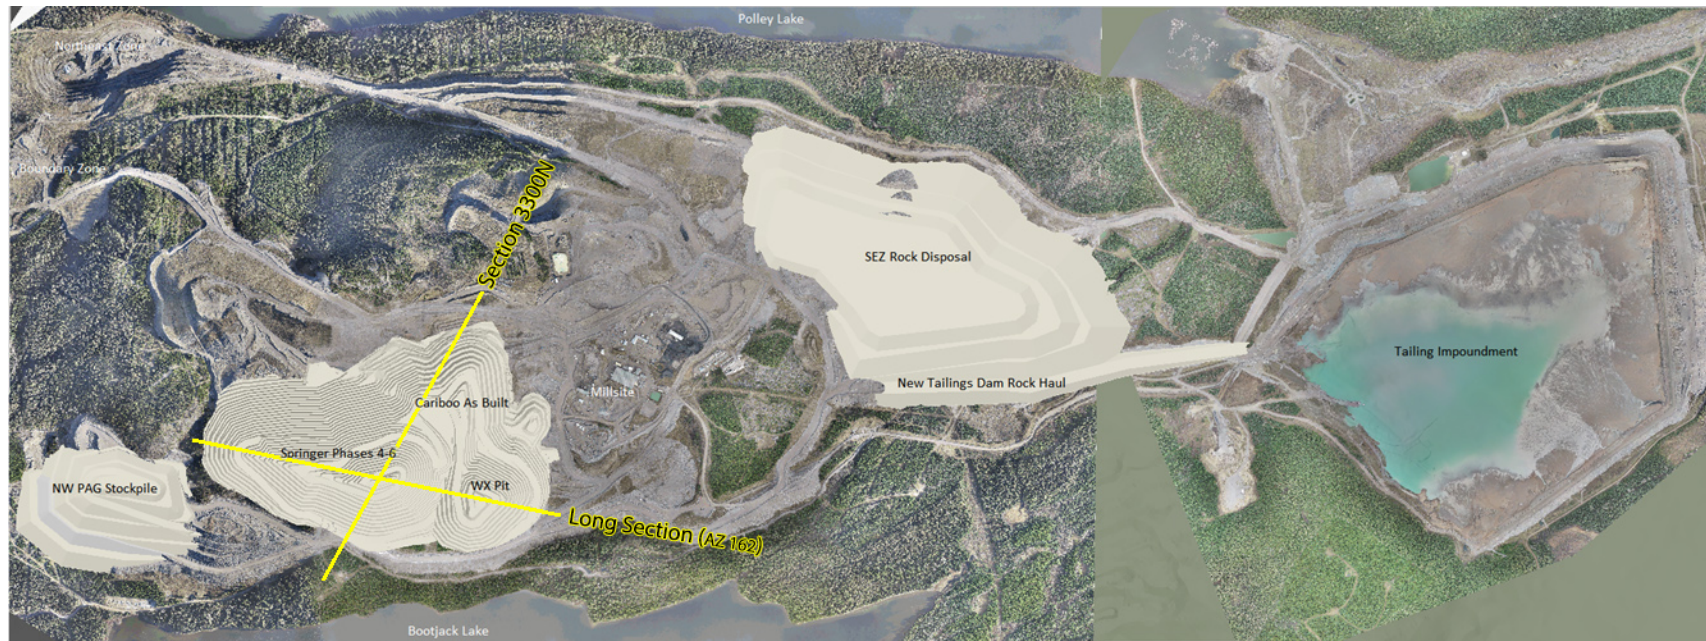 Polley Lake
Northeast Zone
Boundary Zone
Section 3300N
SEZ Rock Disposal
Tailing Impoundment
New Tailings Dam Rock Haul
Millsite
Cariboo As Built
Soringer Phases 4-6
WX Pit
NW PAG Stockpile
Long Section (AZ 162)
Bootjack Lake